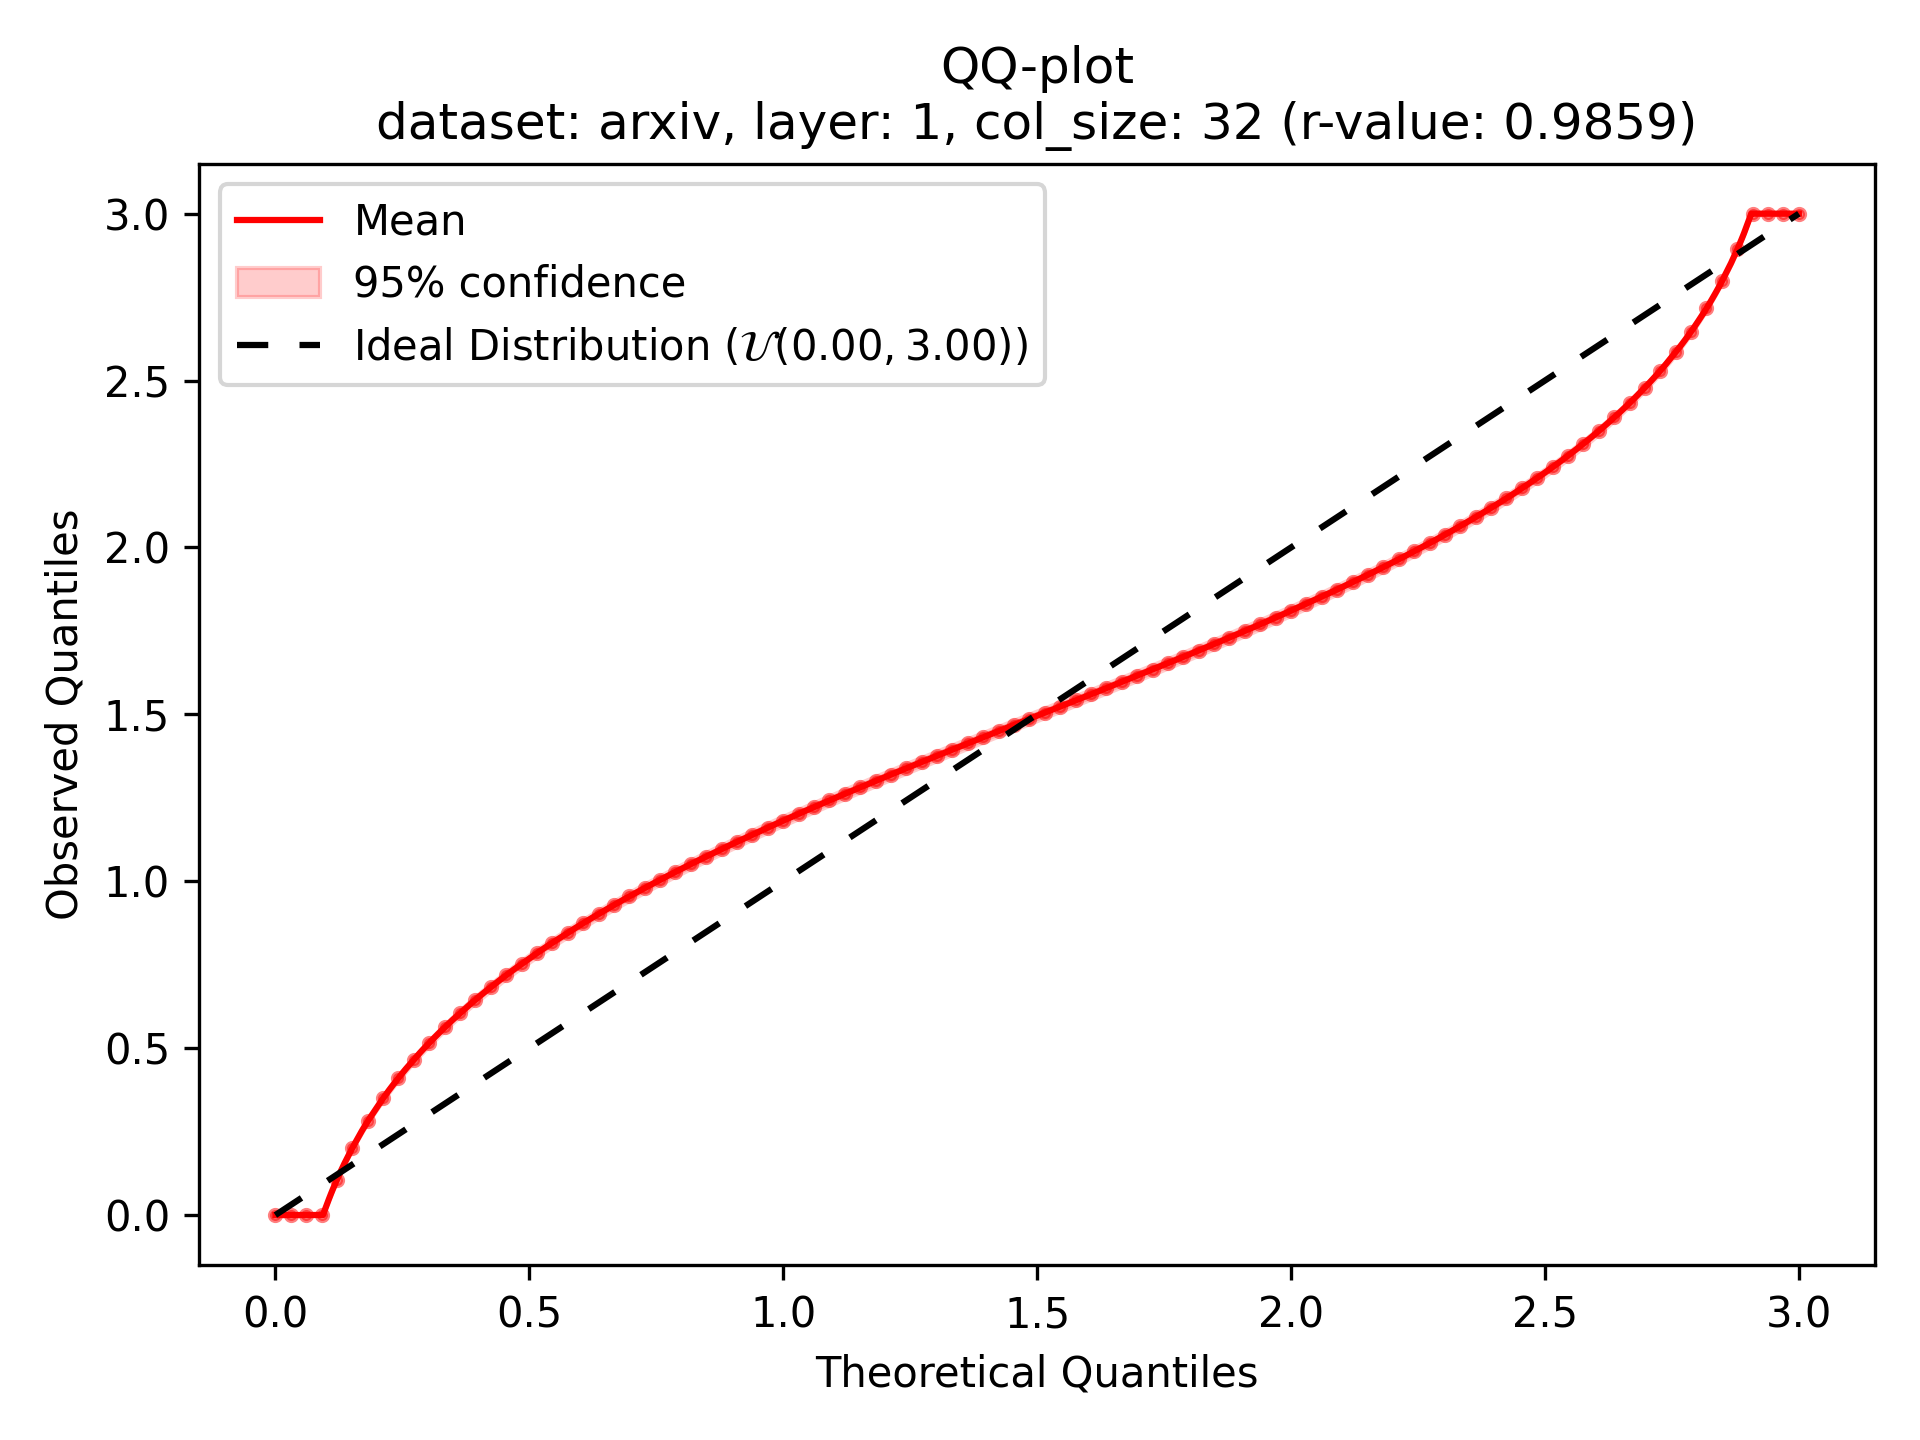 QQ-plot
dataset: arxiv, layer: 1, col_size: 32 (r-value: 0.9859)
Mean
95% confidence
Ideal Distribution (𝒰(0.00, 3.00))
3.0
2.5
2.0
1.5
1.0
0.5
0.0
Observed Quantiles
0.0 0.5 1.0 1.5 2.0 2.5 3.0
Theoretical Quantiles